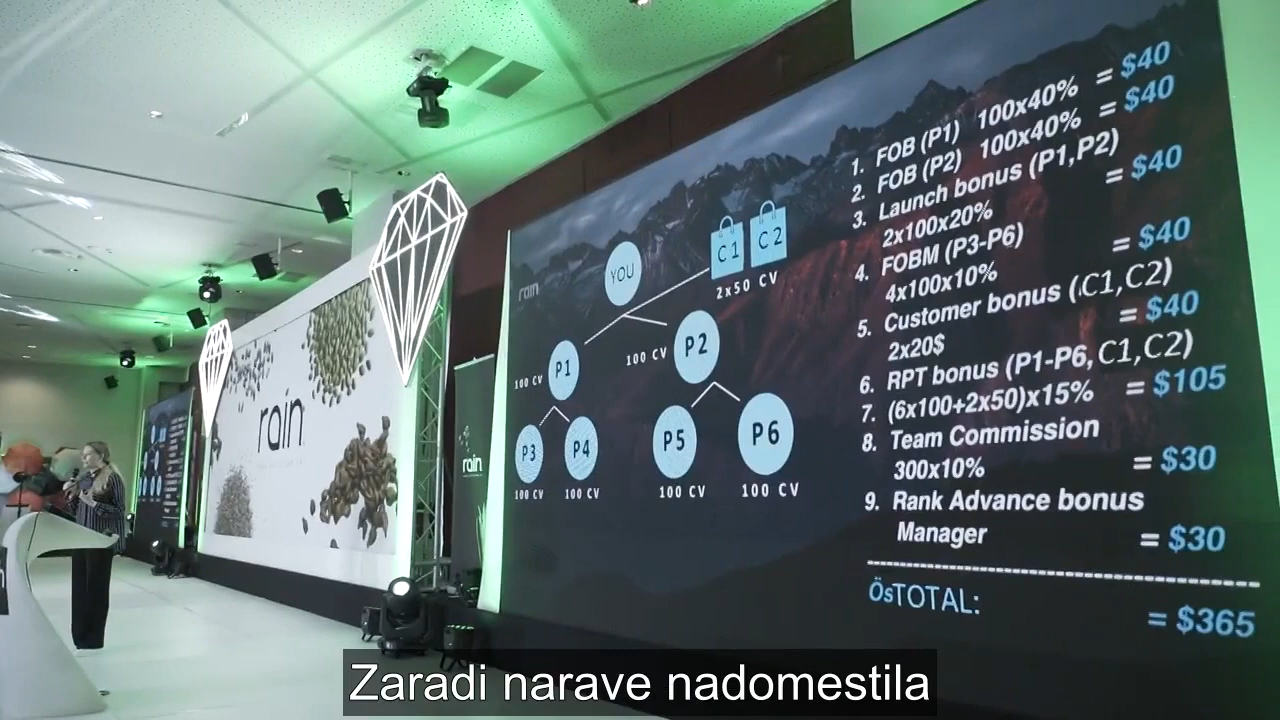 rain
rain
rain
YOU
C1
C2
2x50 CV
P1
100 CV
P2
100 CV
P3
P4
P5
P6
100 CV
100 CV
100 CV
100 CV
1. FOB (P1) 100x40% = $40
2. FOB (P2) 100x40% = $40
3. Launch bonus (P1,P2)
2x100x20% = $40
4. FOBM (P3-P6)
4x100x10% = $40
5. Customer bonus (.C1,C2)
2x20$ = $40
6. RPT bonus (P1-P6, C1,C2)
7. (6x100+2x50)x15% = $105
8. Team Commission
300x10% = $30
9. Rank Advance bonus
Manager = $30
ÖsTOTAL: = $365
Zaradi narave nadomestila